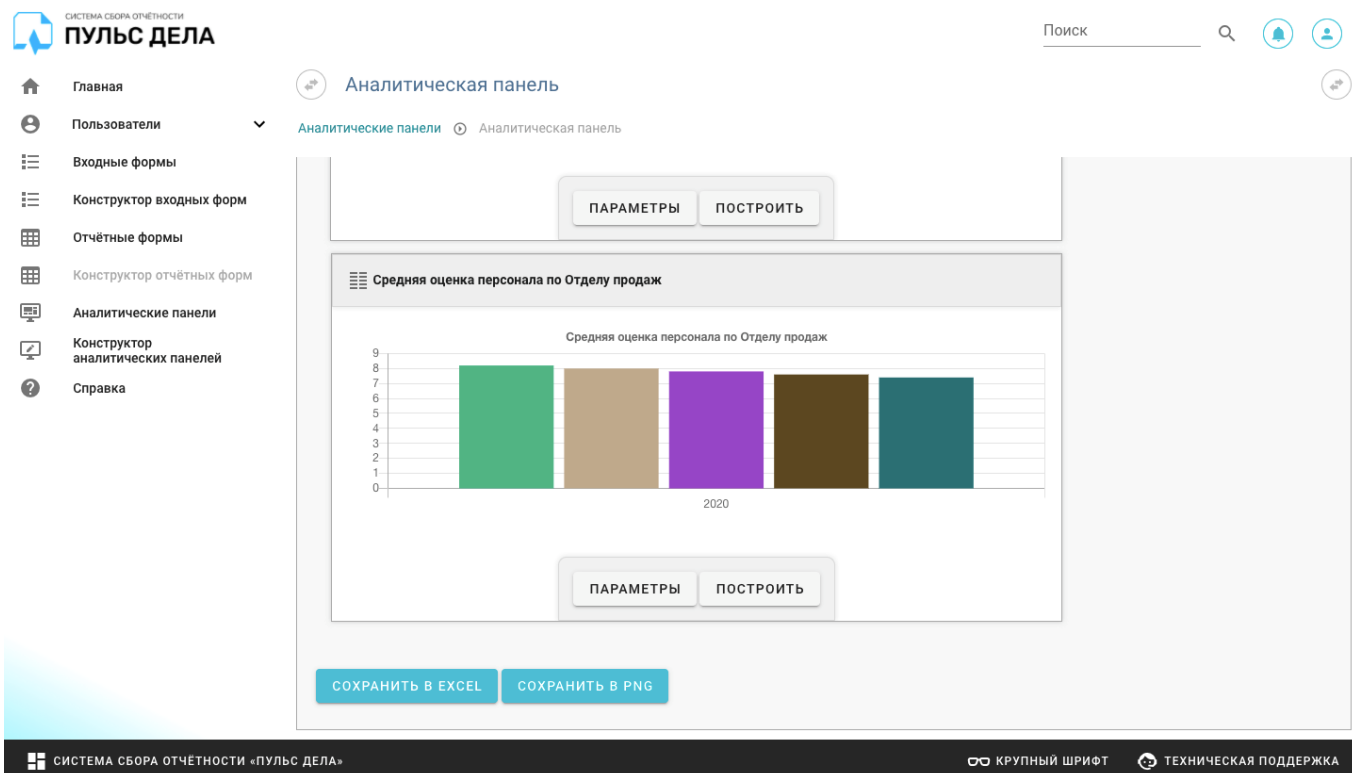 СИСТЕМА СБОРА ОТЧЁТНОСТИ
ПУЛЬС ДЕЛА
Поиск
Главная
Пользователи
Входные формы
Конструктор входных форм
Отчётные формы
Конструктор отчётных форм
Аналитические панели
Конструктор
аналитических панелей
Справка
Аналитическая панель
Аналитические панели Аналитическая панель
ПАРАМЕТРЫ ПОСТРОИТЬ
Средняя оценка персонала по Отделу продаж
Средняя оценка персонала по Отделу продаж
9
8
7
6
5
4
3
2
1
0
2020
ПАРАМЕТРЫ ПОСТРОИТЬ
СОХРАНИТЬ В EXCEL СОХРАНИТЬ В PNG
СИСТЕМА СБОРА ОТЧЁТНОСТИ «ПУЛЬС ДЕЛА» КРУПНЫЙ ШРИФТ ТЕХНИЧЕСКАЯ ПОДДЕРЖКА